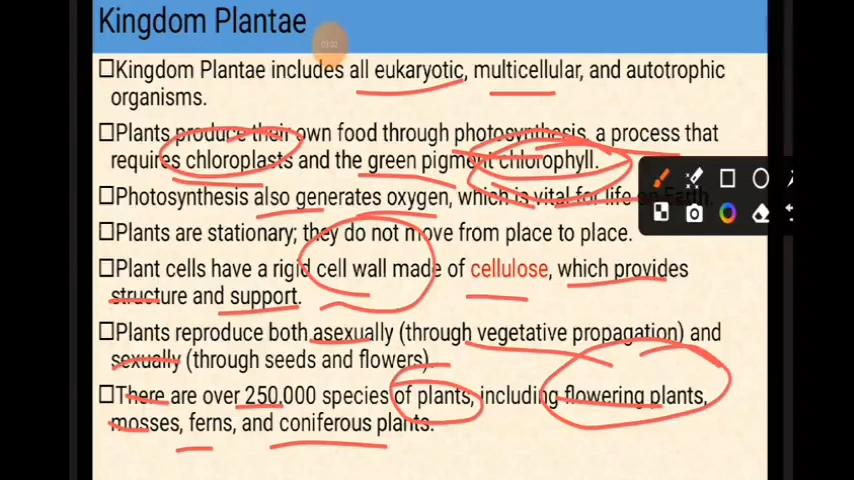 Kingdom Plantae
03:02
□Kingdom Plantae includes all eukaryotic, multicellular, and autotrophic
organisms.
□Plants produce their own food through photosynthesis, a process that
requires chloroplasts and the green pigment chlorophyll.
□Photosynthesis also generates oxygen, which is vital for life on Earth.
□Plants are stationary; they do not move from place to place.
□Plant cells have a rigid cell wall made of cellulose, which provides
structure and support.
□Plants reproduce both asexually (through vegetative propagation) and
sexually (through seeds and flowers).
□There are over 250,000 species of plants, including flowering plants,
mosses, ferns, and coniferous plants.